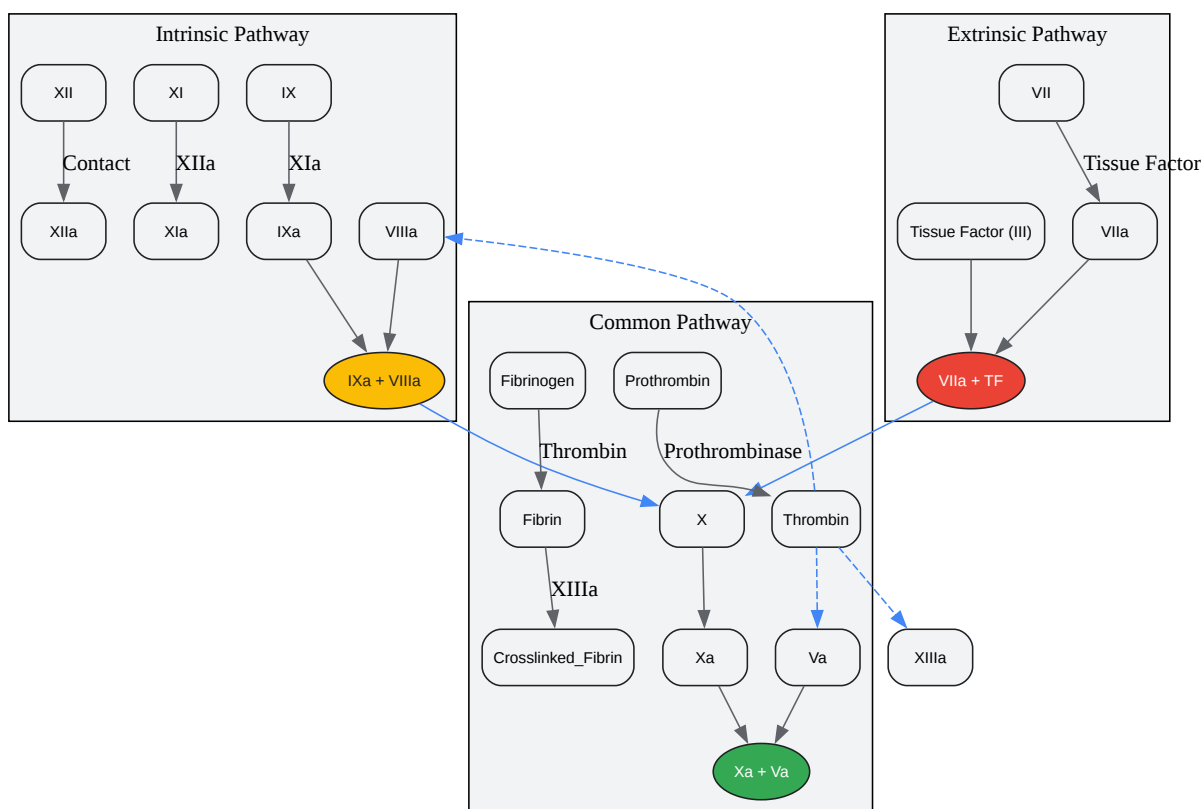 Intrinsic Pathway
Extrinsic Pathway
XII
XI
IX
VII
Contact
XIIa
XIa
Tissue Factor
XIIa
XIa
IXa
VIIIa
Tissue Factor (III)
VIIa
Common Pathway
IXa + VIIIa
Fibrinogen
Prothrombin
VIIa + TF
Thrombin
Prothrombinase
Fibrin
X
Thrombin
XIIIa
Crosslinked_Fibrin
Xa
Va
XIIIa
Xa + Va